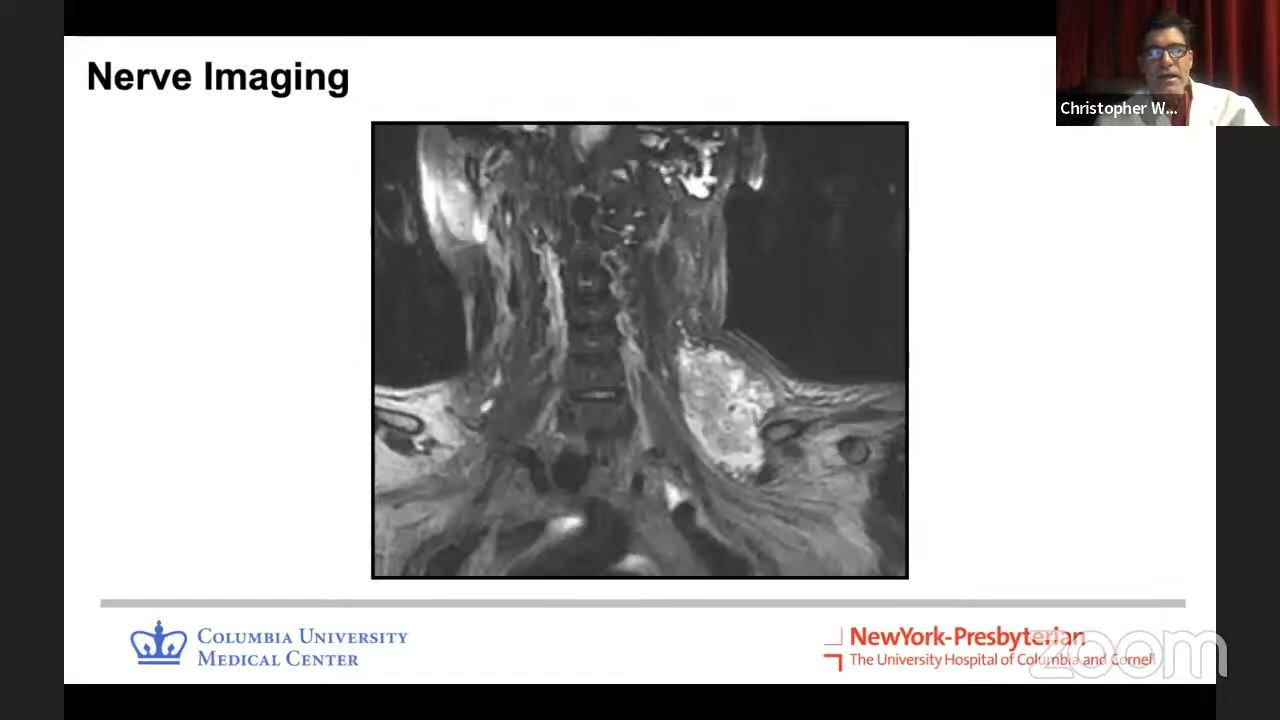 Nerve Imaging
Christopher W...
COLUMBIA UNIVERSITY
MEDICAL CENTER
NewYork-Presbyterian
The University Hospital of Columbia and Cornell
zoom